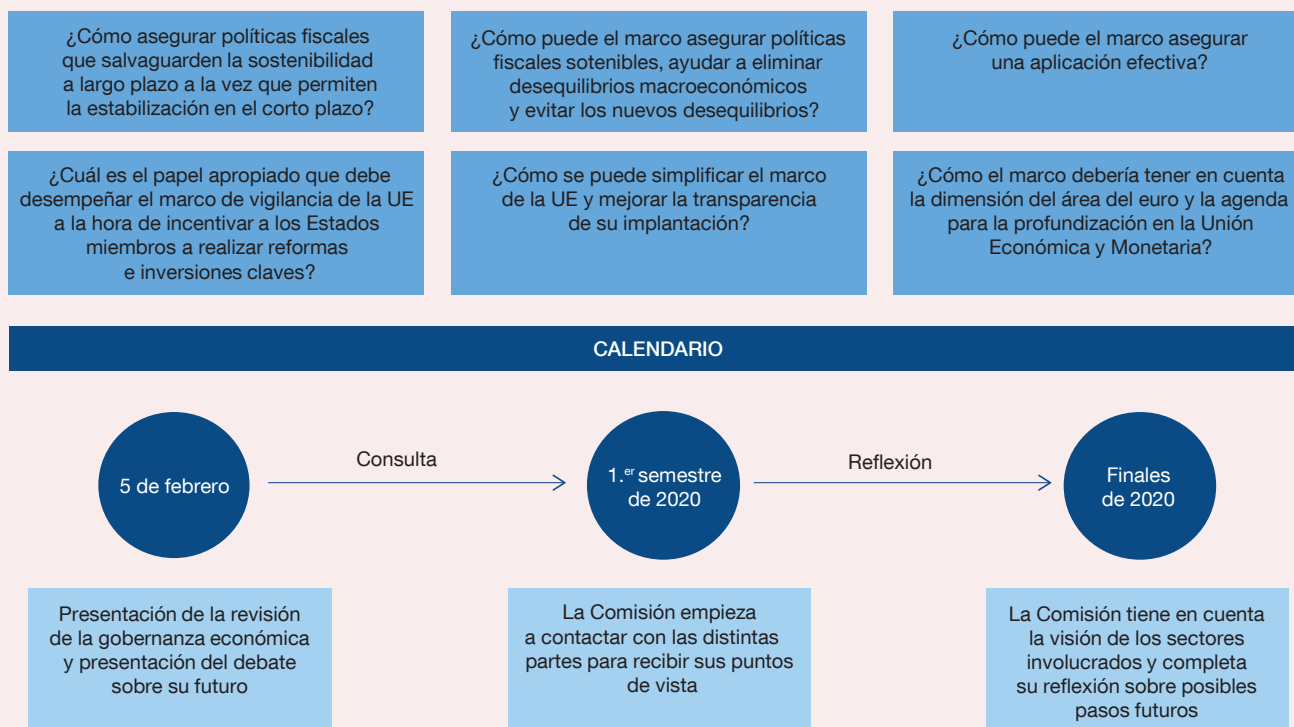 ¿Cómo asegurar políticas fiscales
que salvaguarden la sostenibilidad
a largo plazo a la vez que permiten
la estabilización en el corto plazo?
¿Cómo puede el marco asegurar políticas
fiscales sotenibles, ayudar a eliminar
desequilibrios macroeconómicos
y evitar los nuevos desequilibrios?
¿Cómo puede el marco asegurar
una aplicación efectiva?
¿Cuál es el papel apropiado que debe
desempeñar el marco de vigilancia de la UE
a la hora de incentivar a los Estados
miembros a realizar reformas
e inversiones claves?
¿Cómo se puede simplificar el marco
de la UE y mejorar la transparencia
de su implantación?
¿Cómo el marco debería tener en cuenta
la dimensión del área del euro y la agenda
para la profundización en la Unión
Económica y Monetaria?
CALENDARIO
5 de febrero
Consulta
1.er semestre
de 2020
Reflexión
Finales
de 2020
Presentación de la revisión
de la gobernanza económica
y presentación del debate
sobre su futuro
La Comisión empieza
a contactar con las distintas
partes para recibir sus puntos
de vista
La Comisión tiene en cuenta
la visión de los sectores
involucrados y completa
su reflexión sobre posibles
pasos futuros